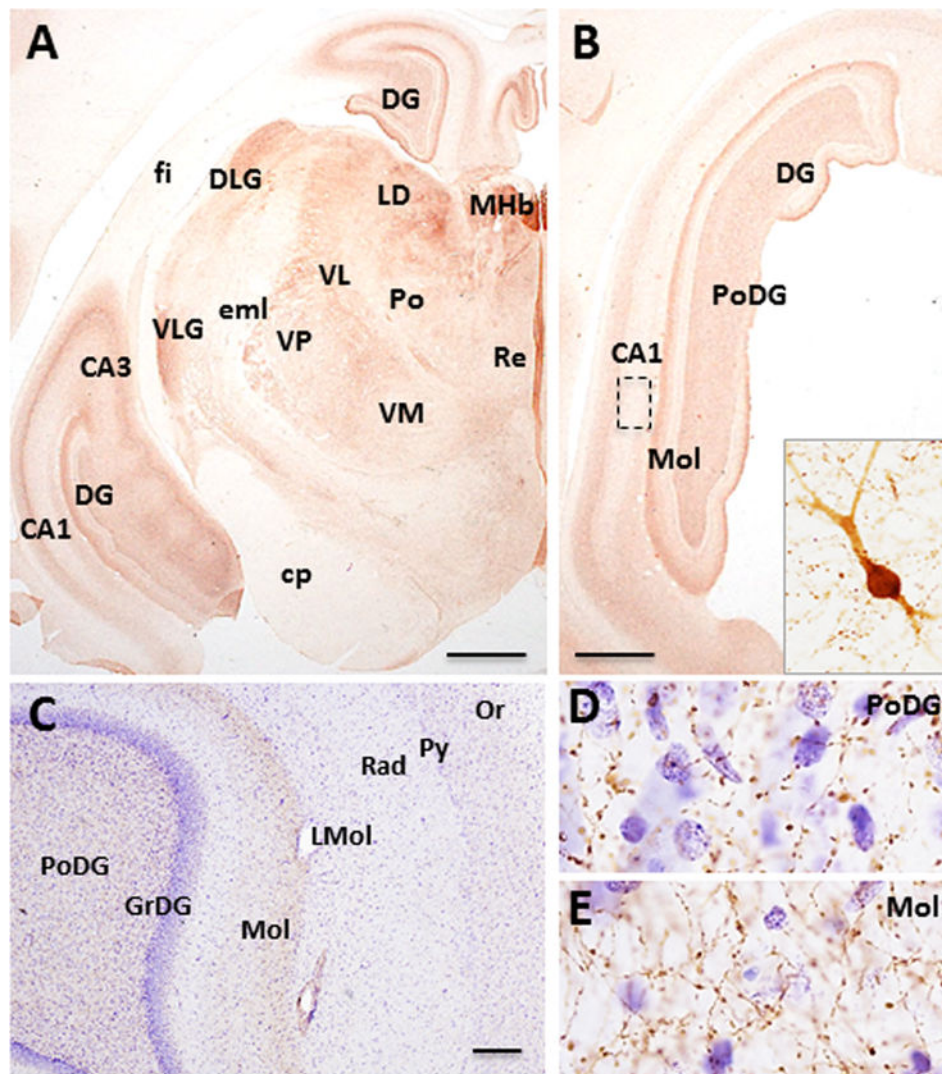 A
DG
fi
DLG
LD
MHb
VL
eml
Po
VLG
VP
Re
CA3
VM
DG
CA1
cp
B
DG
PoDG
CA1
Mol
C
Or
Py
Rad
LMol
PoDG
GrDG
Mol
D
PoDG
E
Mol